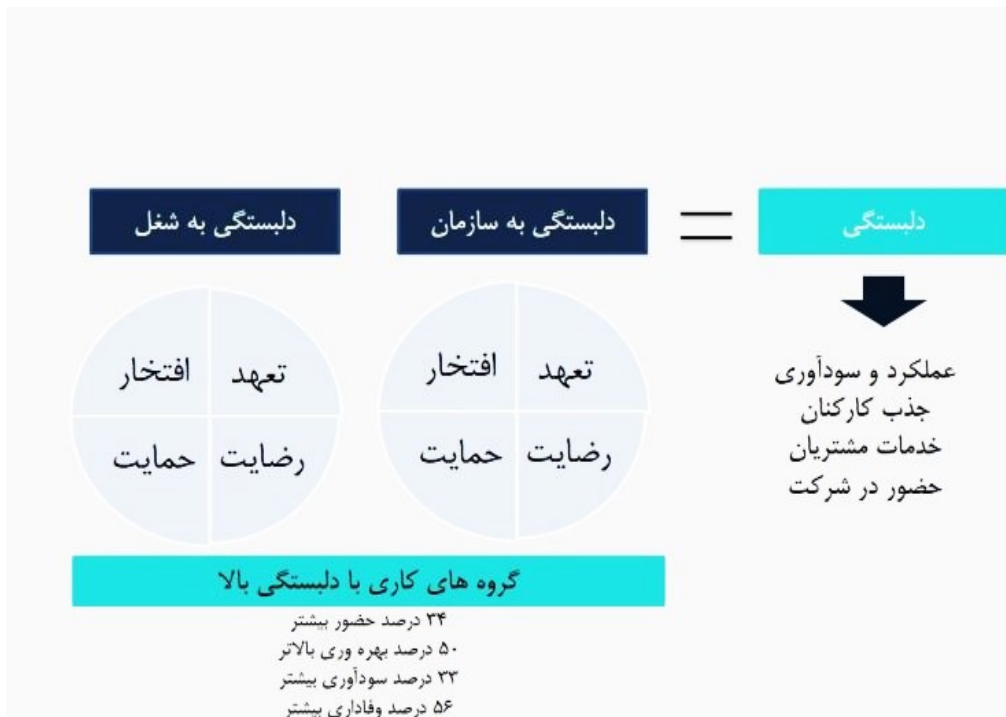 دلبستگی
دلبستگی به سازمان
دلبستگی به شغل
عملکرد و سودآوری
جذب کارکنان
خدمات مشتریان
حضور در شرکت
تعهد
افتخار
رضایت
حمایت
تعهد
افتخار
رضایت
حمایت
گروه های کاری با دلبستگی بالا
۳۴ درصد حضور بیشتر
۵۰ درصد بهره وری بالاتر
۳۳ درصد سودآوری بیشتر
۵۶ درصد وفاداری بیشتر